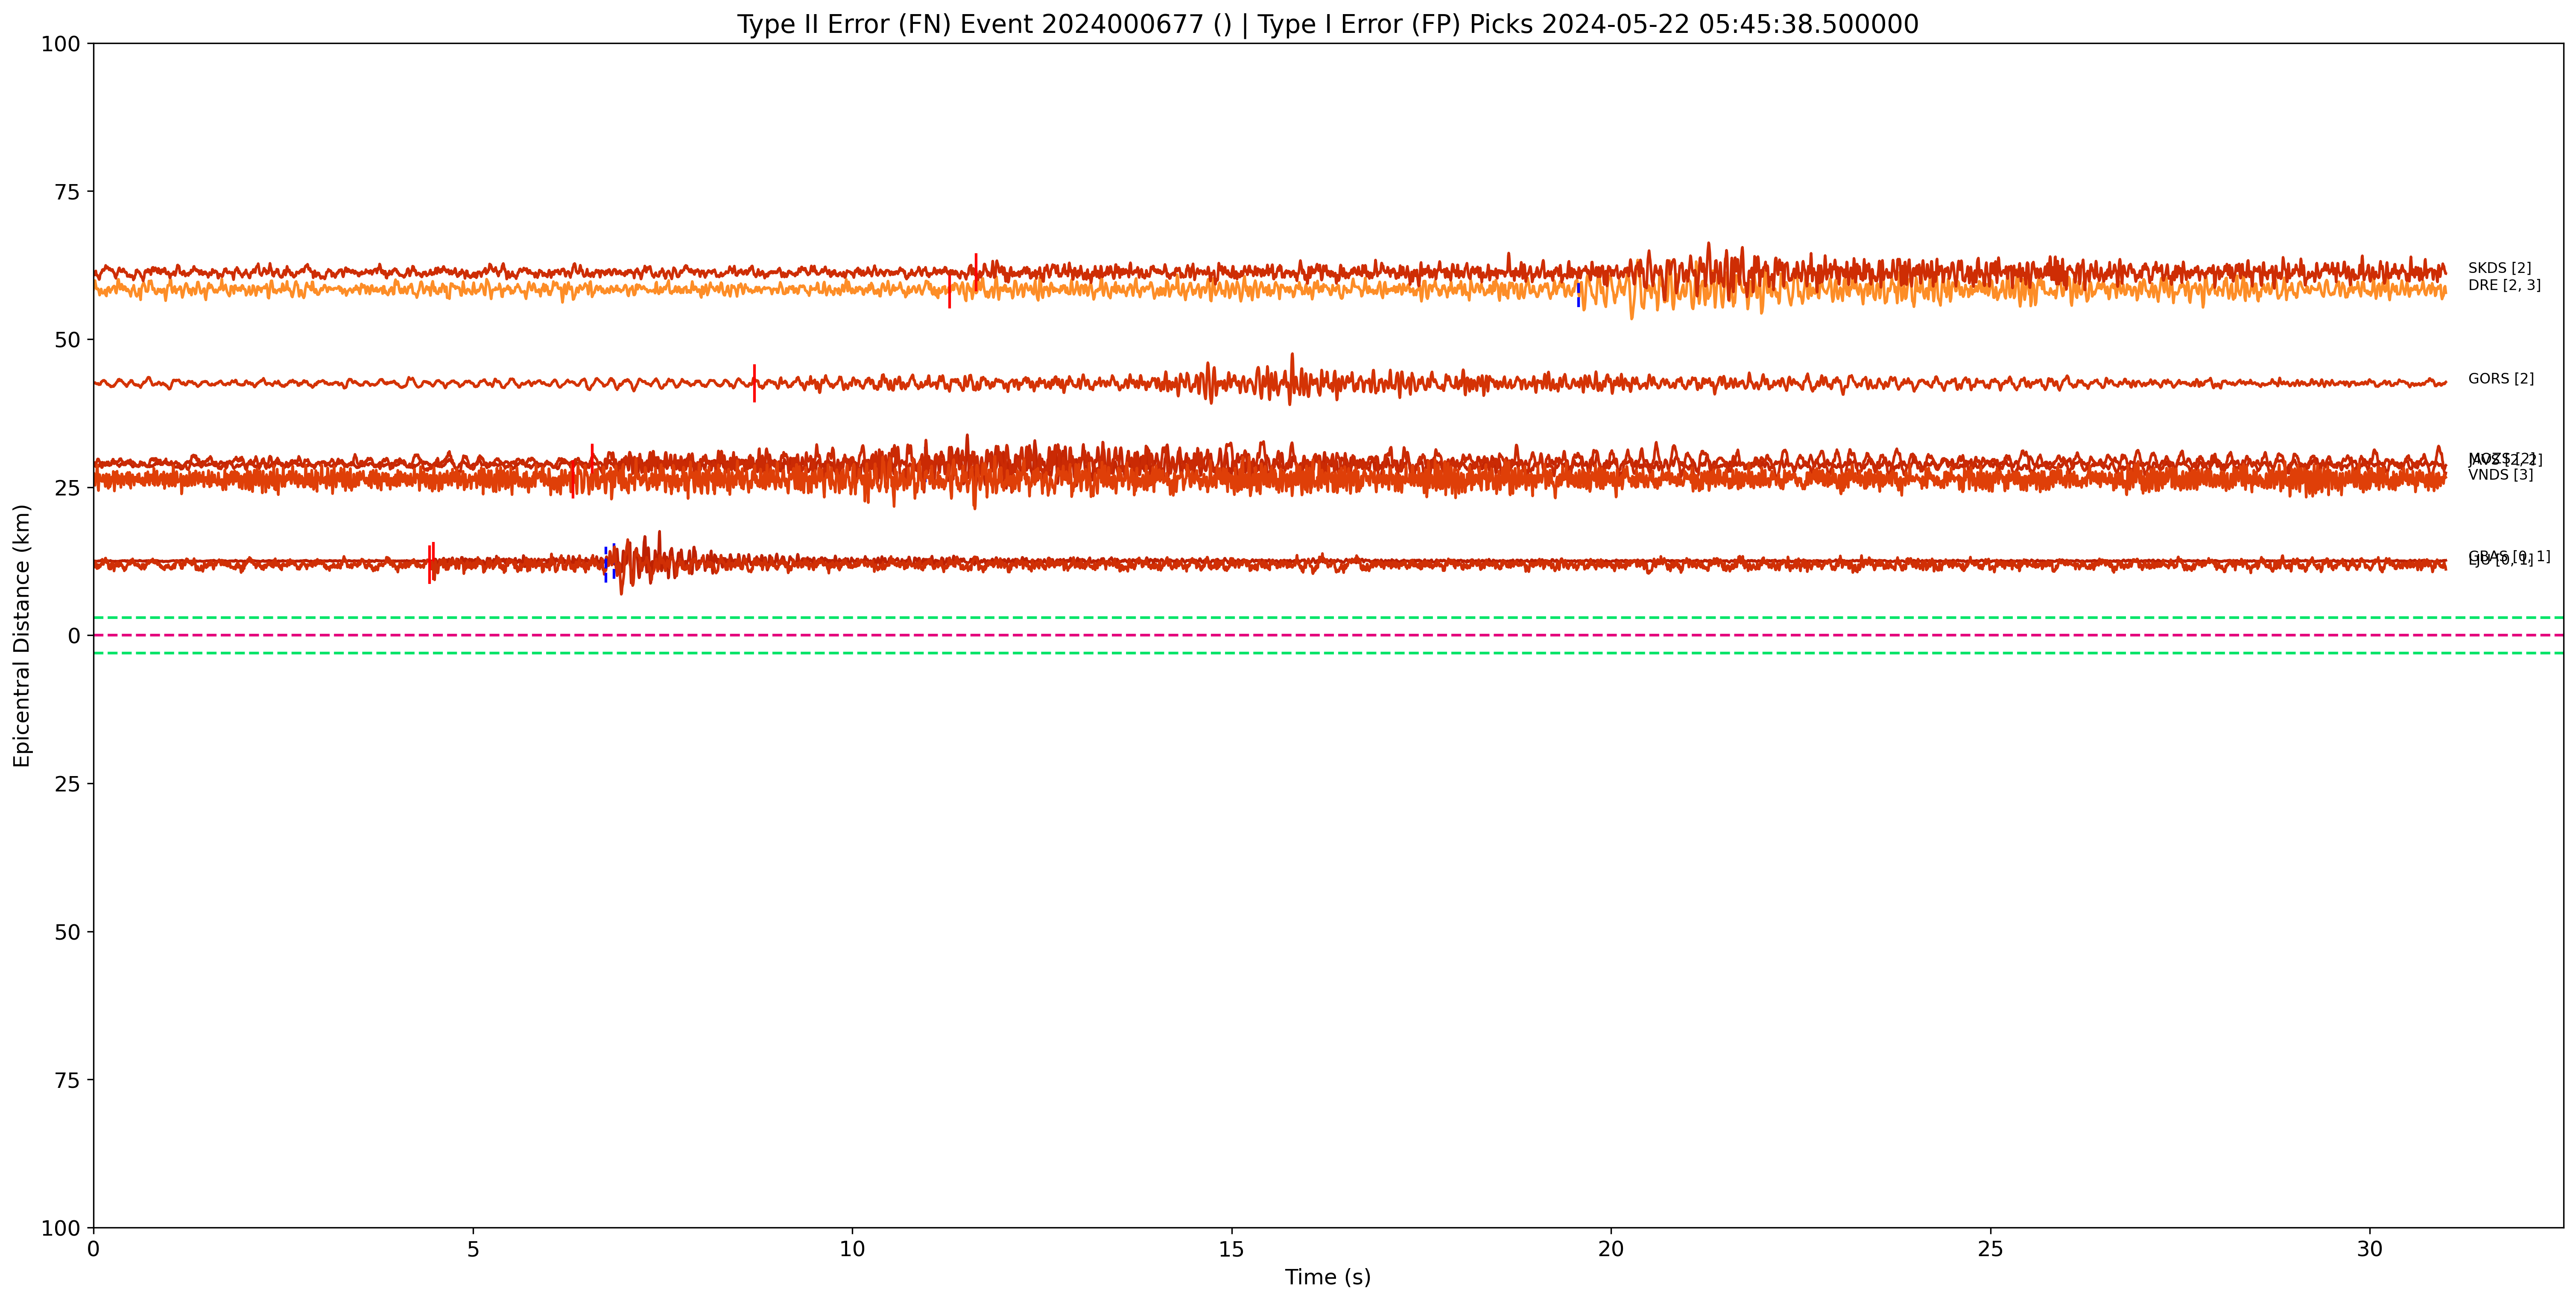 Type II Error (FN) Event 2024000677 () | Type I Error (FP) Picks 2024-05-22 05:45:38.500000
100
75
50
25
0
25
50
75
100
Epicentral Distance (km)
SKDS [2]
DRE [2, 3]
GORS [2]
VNDS [3]
0
5
10
15
20
25
30
Time (s)